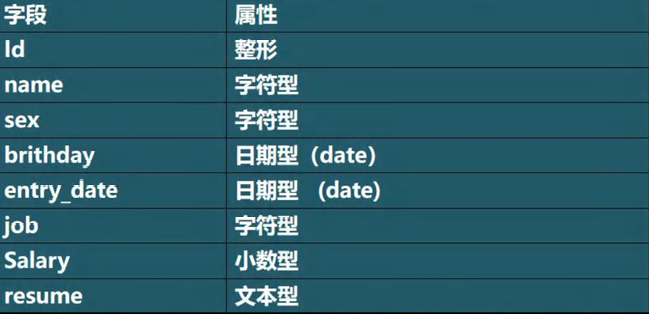 字段 属性
Id 整形
name 字符型
sex 字符型
brithday 日期型（date）
entry_date 日期型 （date）
job 字符型
Salary 小数型
resume 文本型